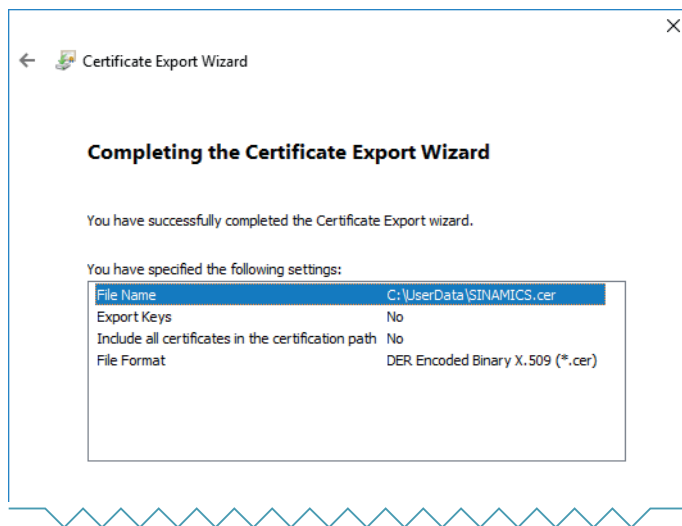 Certificate Export Wizard
Completing the Certificate Export Wizard
You have successfully completed the Certificate Export wizard.
You have specified the following settings:
File Name C:\UserData\SINAMICS.cer
Export Keys No
Include all certificates in the certification path No
File Format DER Encoded Binary X.509 (*.cer)